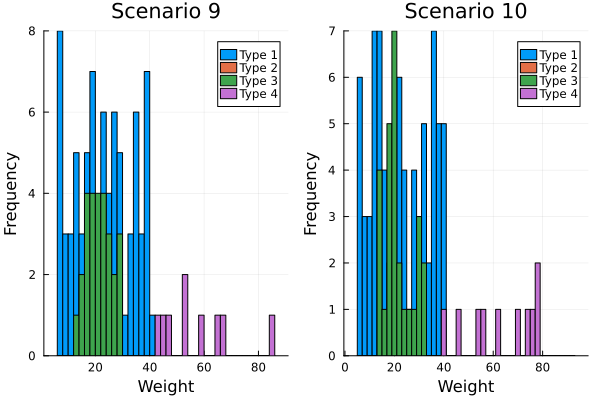 Scenario 9
8
6
4
2
0
20
40
60
80
Frequency
Weight
Type 1
Type 2
Type 3
Type 4
Scenario 10
7
6
5
4
3
2
1
0
0
20
40
60
80
Frequency
Weight
Type 1
Type 2
Type 3
Type 4